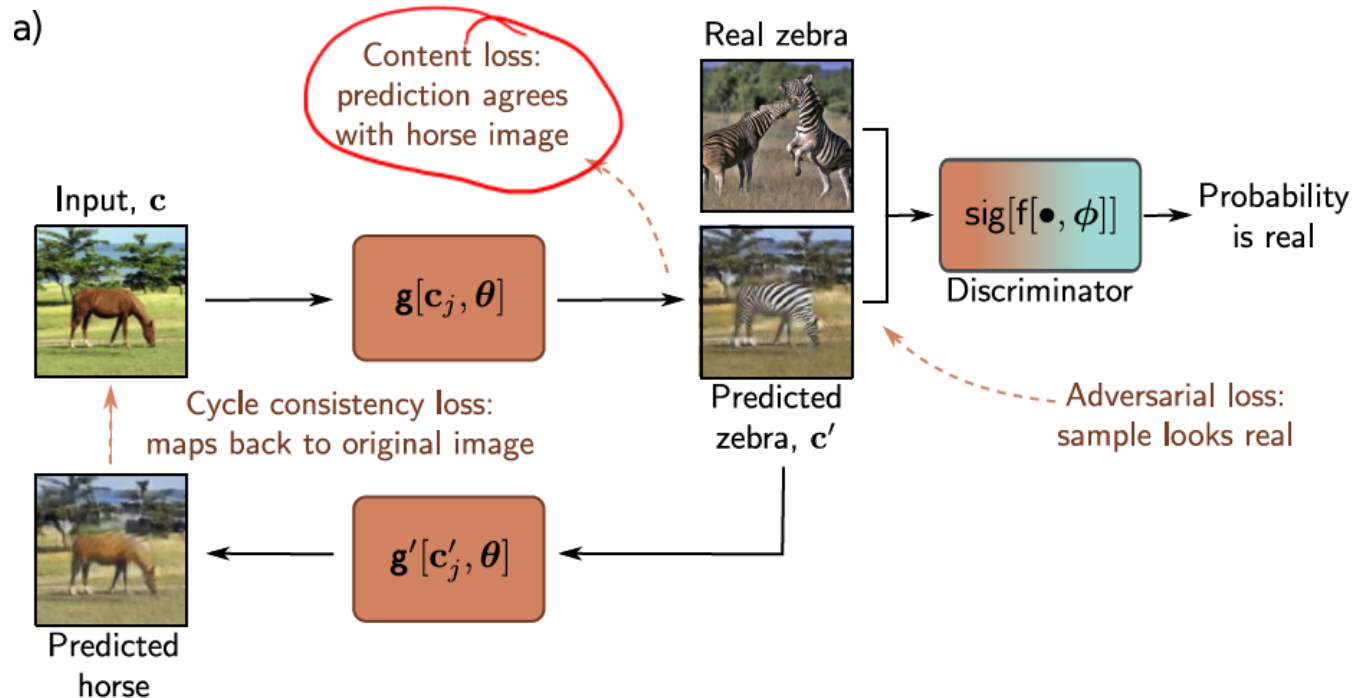 a)
Content loss:
prediction agrees
with horse image
Real zebra
Input, c
g[c_j, θ]
sig[f[•, ϕ]]
Probability
is real
Discriminator
Cycle consistency loss:
maps back to original image
Predicted
zebra, c′
Adversarial loss:
sample looks real
g′[c′_j, θ]
Predicted
horse